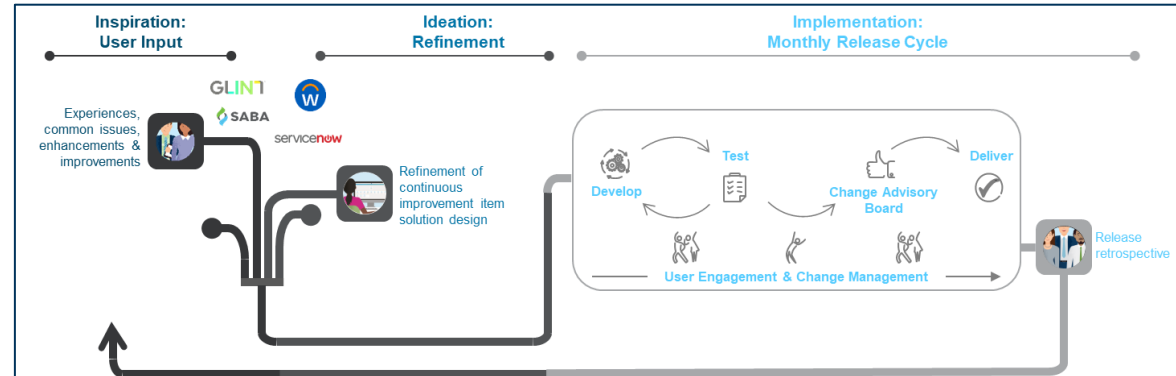 Inspiration:
User Input
Ideation:
Refinement
Implementation:
Monthly Release Cycle
GLINT
W
SABA
servicenow
Experiences,
common issues,
enhancements &
improvements
Refinement of
continuous
improvement item
solution design
Develop
Test
Change Advisory
Board
Deliver
User Engagement & Change Management
Release
retrospective